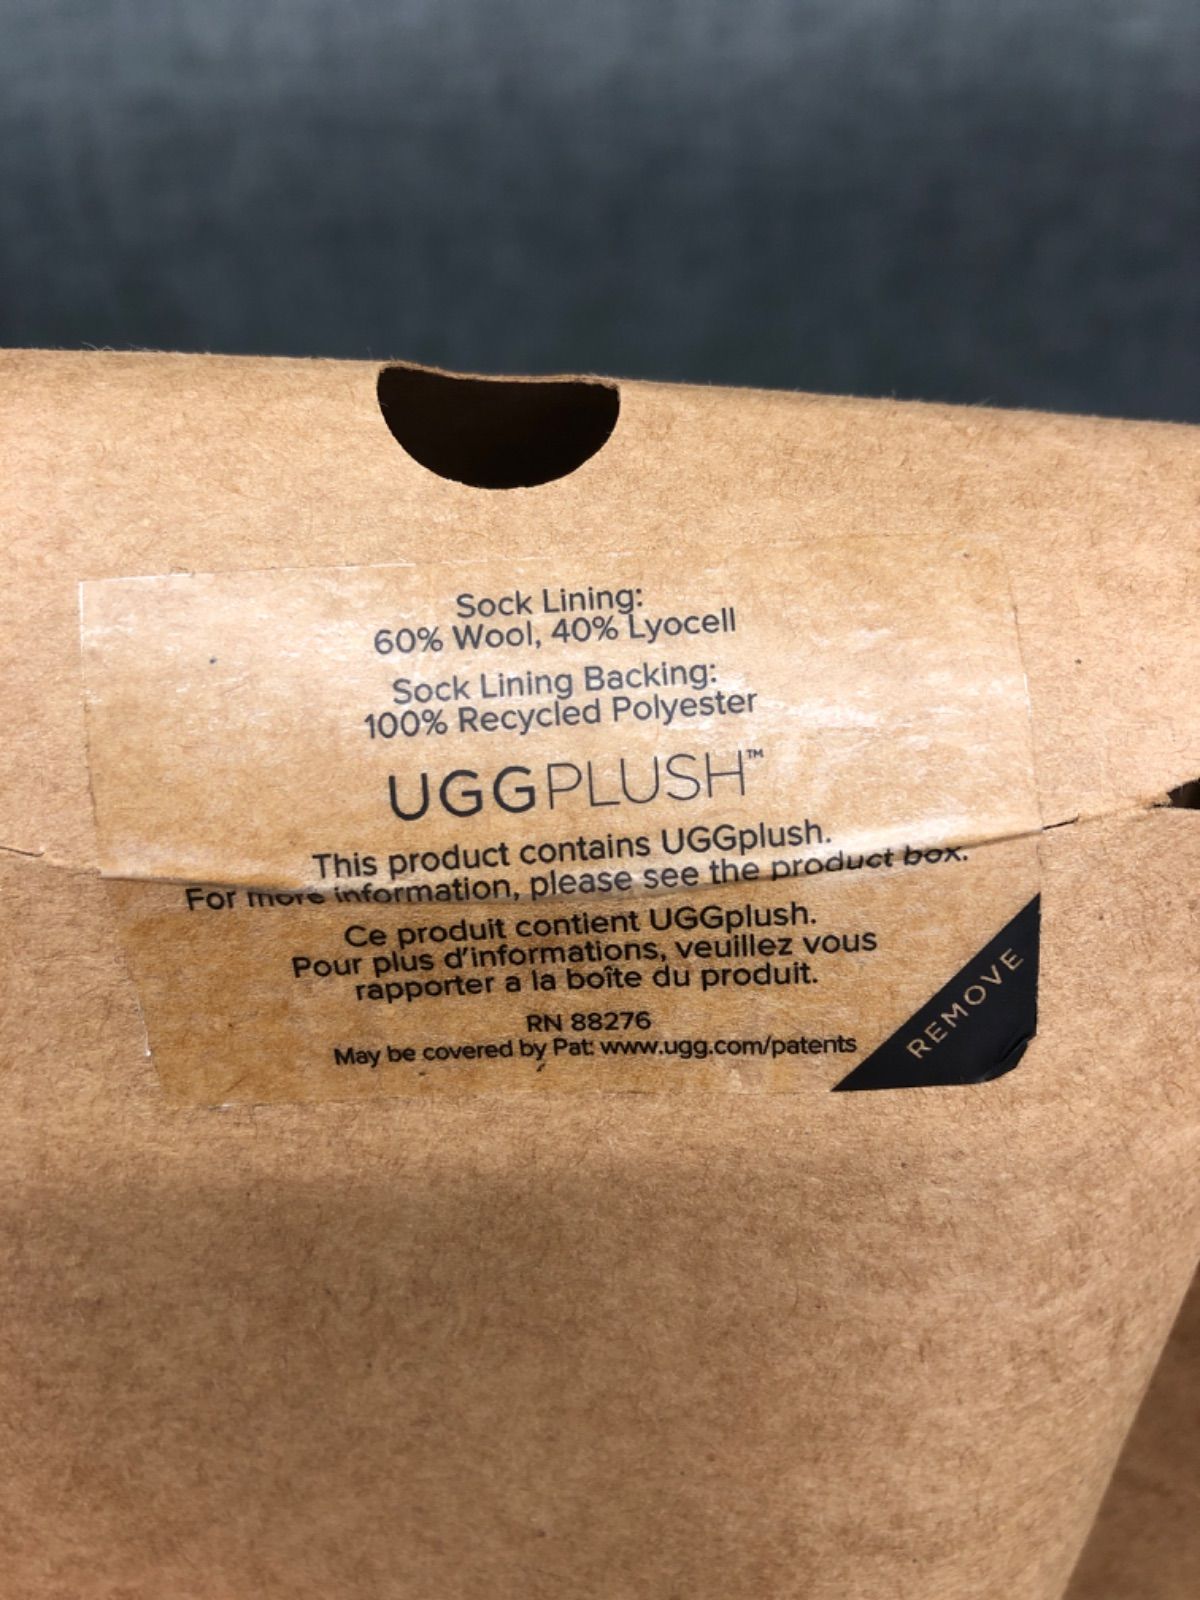 Sock Lining:
60% Wool, 40% Lyocell
Sock Lining Backing:
100% Recycled Polyester
UGGPLUSH™
This product contains UGGplush.
For more information, please see the product box.
Ce produit contient UGGplush.
Pour plus d'informations, veuillez vous
rapporter a la boîte du produit.
RN 88276
May be covered by Pat: www.ugg.com/patents
REMOVE